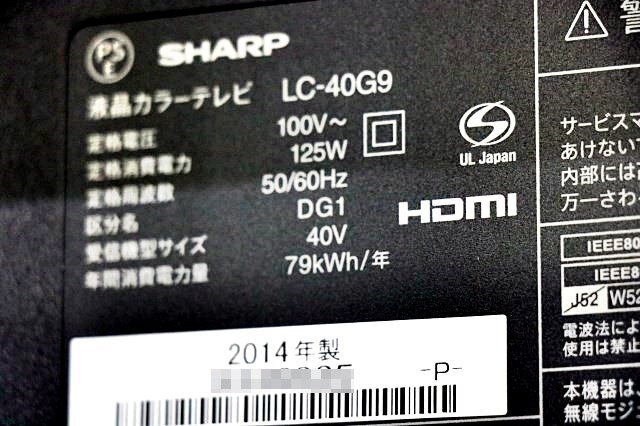 PS
E
SHARP
液晶カラーテレビ LC-40G9
定格電圧 100V～
定格消費電力 125W
定格周波数 50/60Hz
区分名 DG1
受信機型サイズ 40V
年間消費電力量 79kWh/年
UL Japan
HDMI
2014年製
-P-
警
サービスマ
あけないで
内部には
万一さわ
IEEE80
IEEE8
J52 W52
電波法によ
使用は禁止
本機器は、
無線モジ